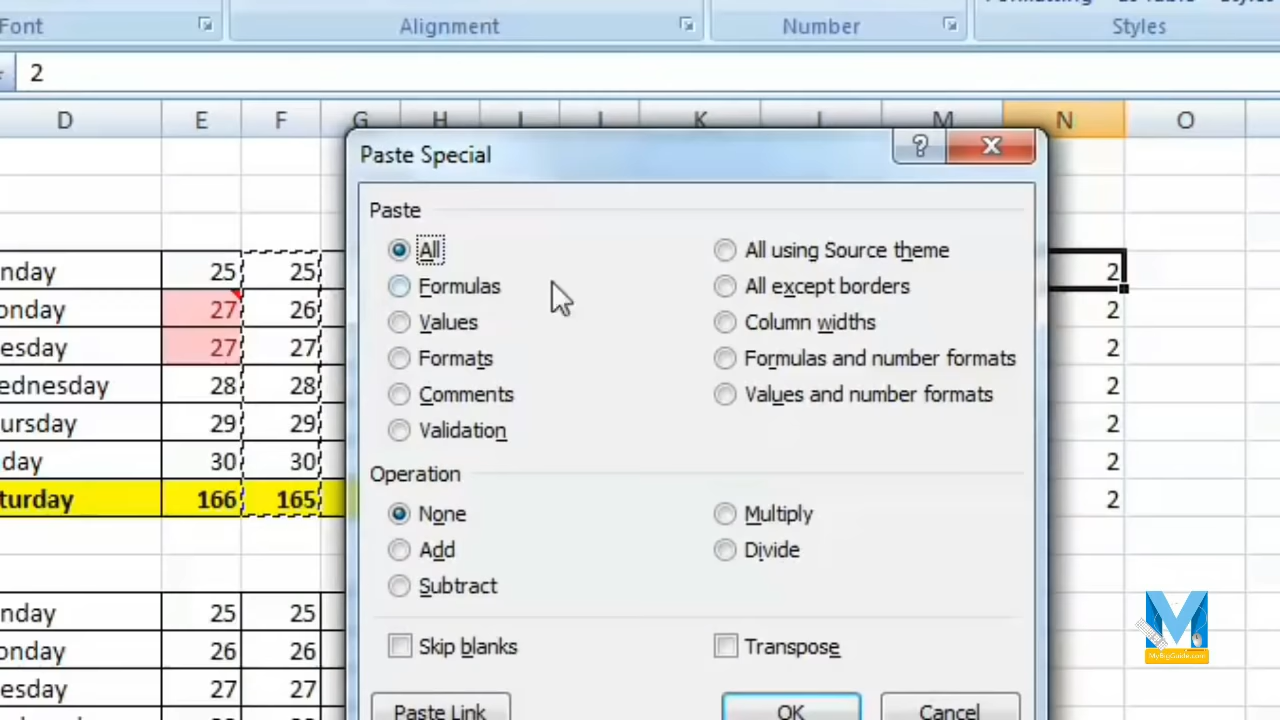 Font Alignment Number Styles
2
D E F G H K M N O
Paste Special
Paste
All All using Source theme
Formulas All except borders
Values Column widths
Formats Formulas and number formats
Comments Values and number formats
Validation
Operation
None Multiply
Add Divide
Subtract
Skip blanks Transpose
Paste Link OK Cancel
nday 25 25 2
onday 27 26 2
esday 27 27 2
ednesday 28 28 2
ursday 29 29 2
day 30 30 2
turday 166 165 2
nday 25 25
onday 26 26
esday 27 27
M
MyBigGuide.com